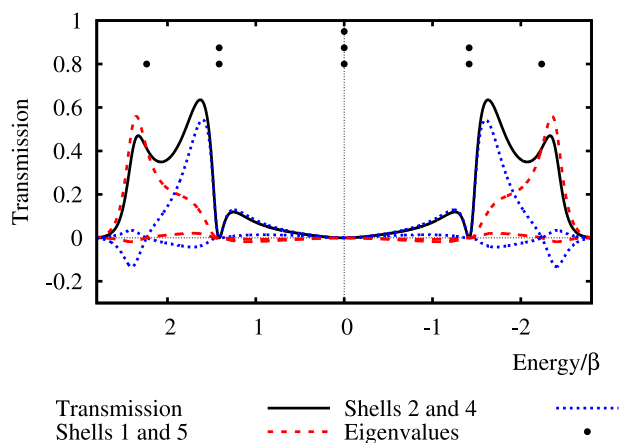 1
0.8
0.6
0.4
0.2
0
-0.2
Transmission
2 1 0 -1 -2
Energy/β
Transmission Shells 2 and 4
Shells 1 and 5 Eigenvalues